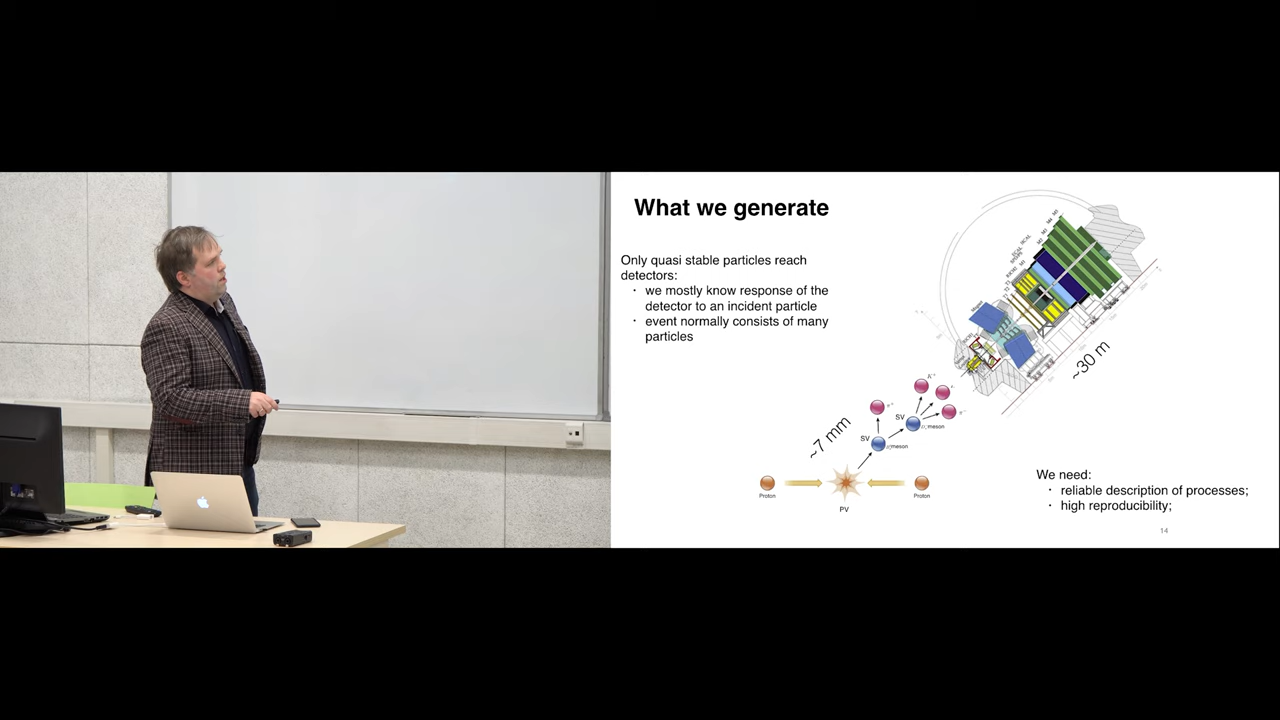 What we generate
Only quasi stable particles reach
detectors:
· we mostly know response of the
detector to an incident particle
· event normally consists of many
particles
~30 m
~7 mm
SV
meson
SV
meson
Proton
Proton
PV
We need:
· reliable description of processes;
· high reproducibility;
14